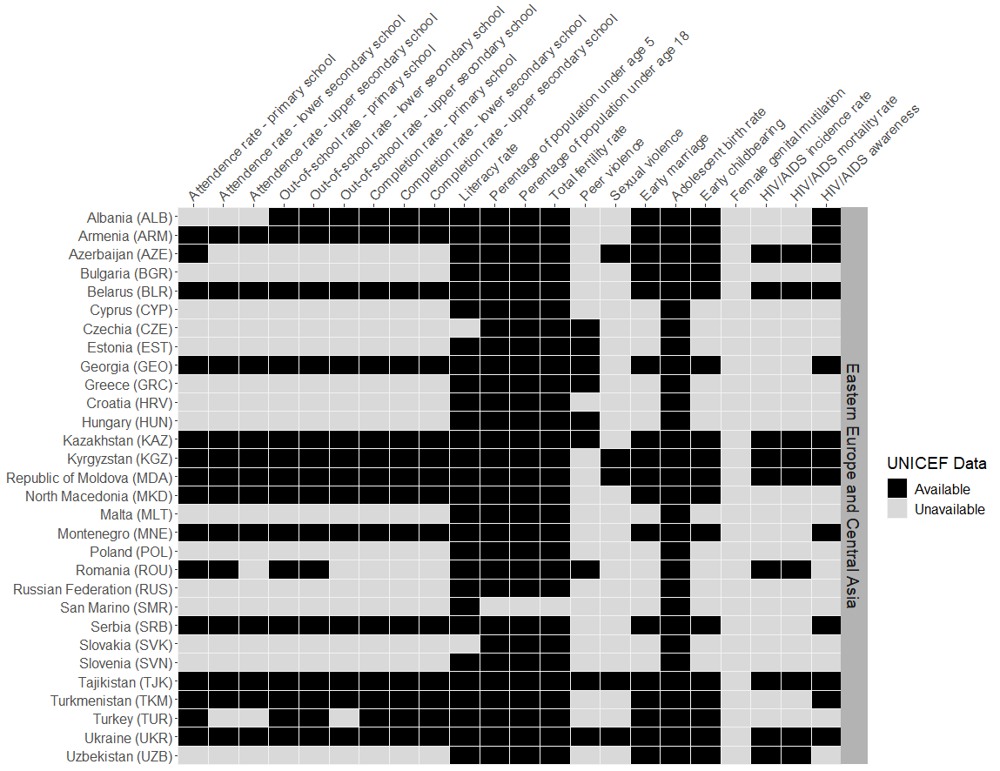 Attendence rate - primary school
Attendence rate - lower secondary school
Attendence rate - upper secondary school
Out-of-school rate - primary school
Out-of-school rate - lower secondary school
Out-of-school rate - upper secondary school
Completion rate - primary school
Completion rate - lower secondary school
Completion rate - upper secondary school
Literacy rate
Perentage of population under age 5
Perentage of population under age 18
Total fertility rate
Peer violence
Sexual violence
Early marriage
Adolescent birth rate
Early childbearing
Female genital mutilation
HIV/AIDS incidence rate
HIV/AIDS mortality rate
HIV/AIDS awareness
Albania (ALB)
Armenia (ARM)
Azerbaijan (AZE)
Bulgaria (BGR)
Belarus (BLR)
Cyprus (CYP)
Czechia (CZE)
Estonia (EST)
Georgia (GEO)
Greece (GRC)
Croatia (HRV)
Hungary (HUN)
Kazakhstan (KAZ)
Kyrgyzstan (KGZ)
Republic of Moldova (MDA)
North Macedonia (MKD)
Malta (MLT)
Montenegro (MNE)
Poland (POL)
Romania (ROU)
Russian Federation (RUS)
San Marino (SMR)
Serbia (SRB)
Slovakia (SVK)
Slovenia (SVN)
Tajikistan (TJK)
Turkmenistan (TKM)
Turkey (TUR)
Ukraine (UKR)
Uzbekistan (UZB)
Eastern Europe and Central Asia
UNICEF Data
Available
Unavailable